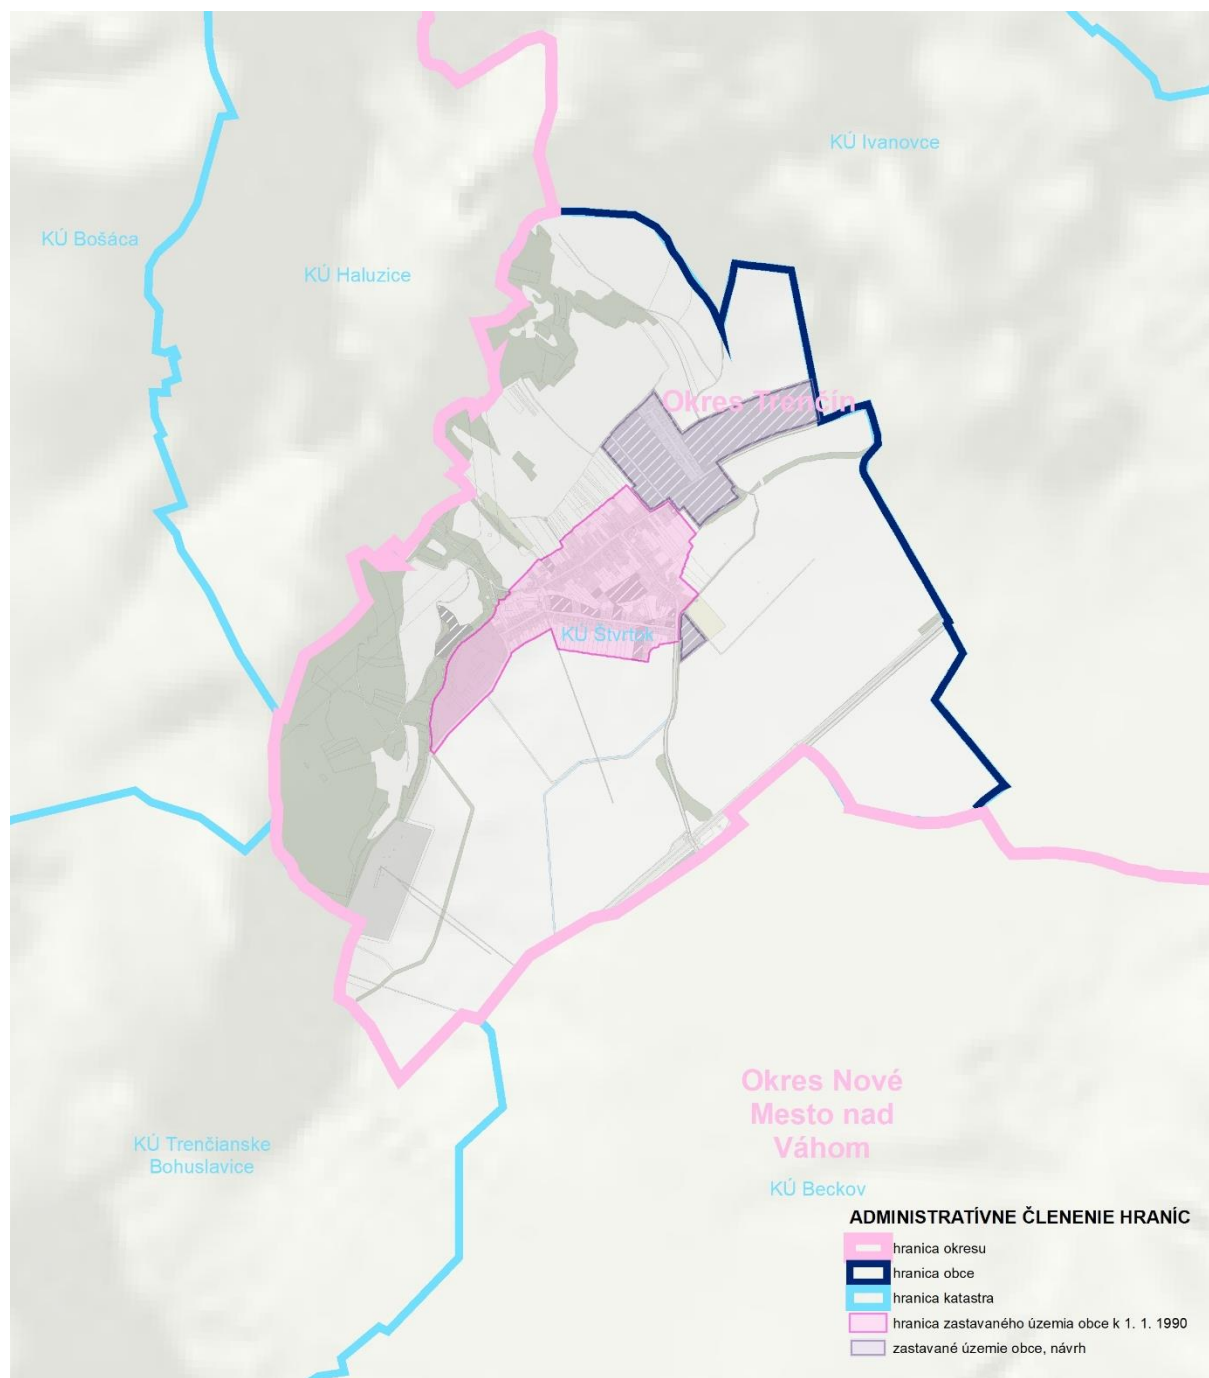 KÚ Ivanovce
KÚ Bošáca
KÚ Haluzice
Okres Trenčín
KÚ Štvrtok
Okres Nové
Mesto nad
Váhom
KÚ Trenčianske
Bohuslavice
KÚ Beckov
ADMINISTRATÍVNE ČLENENIE HRANÍC
hranica okresu
hranica obce
hranica katastra
hranica zastavaného územia obce k 1. 1. 1990
zastavané územie obce, návrh